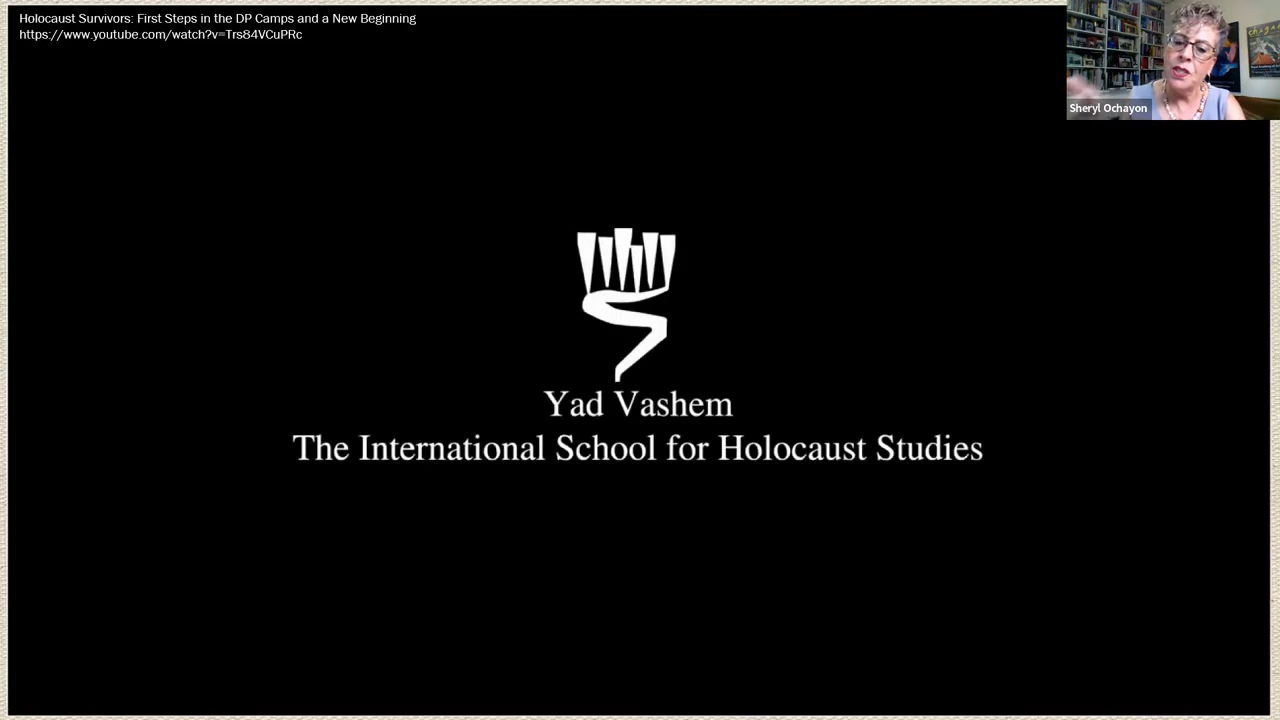 Holocaust Survivors: First Steps in the DP Camps and a New Beginning
https://www.youtube.com/watch?v=Trs84VCuPRc
Sheryl Ochayon
Yad Vashem
The International School for Holocaust Studies